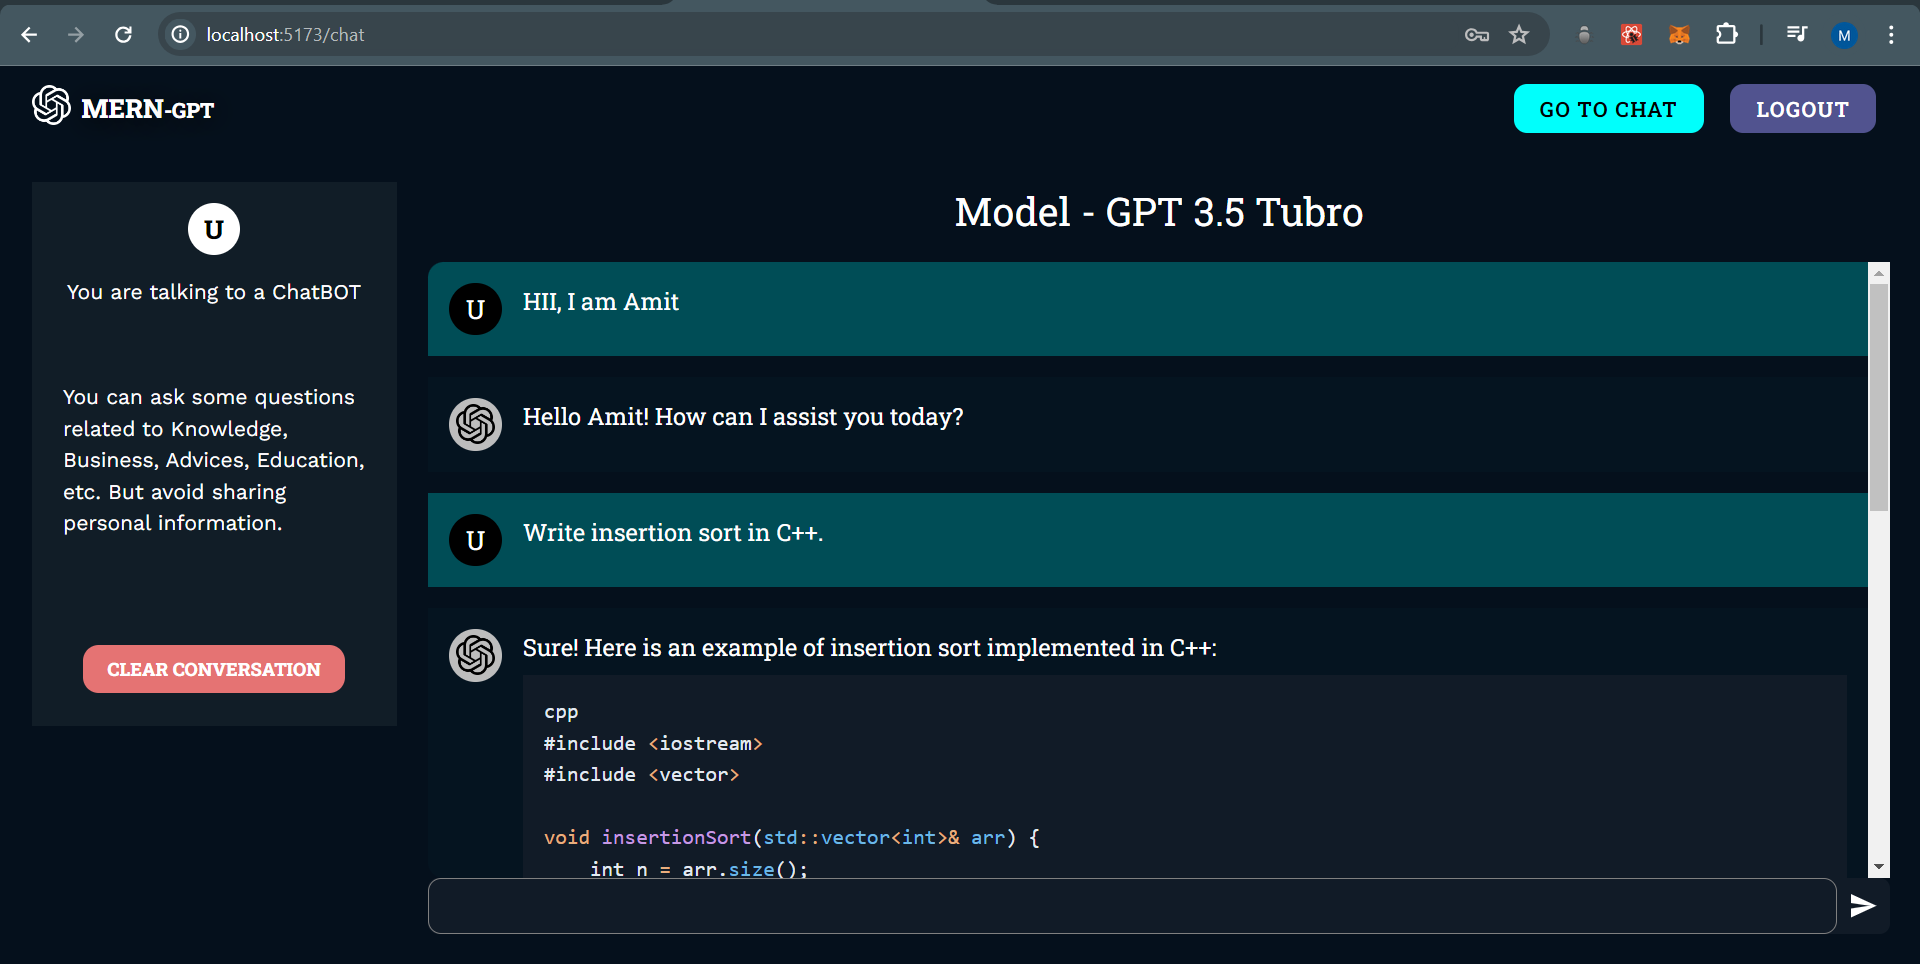 localhost:5173/chat
M
MERN-GPT
GO TO CHAT
LOGOUT
U
You are talking to a ChatBOT
You can ask some questions
related to Knowledge,
Business, Advices, Education,
etc. But avoid sharing
personal information.
CLEAR CONVERSATION
Model - GPT 3.5 Tubro
U
HII, I am Amit
Hello Amit! How can I assist you today?
U
Write insertion sort in C++.
Sure! Here is an example of insertion sort implemented in C++:
cpp
#include <iostream>
#include <vector>
void insertionSort(std::vector<int>& arr) {
int n = arr.size();